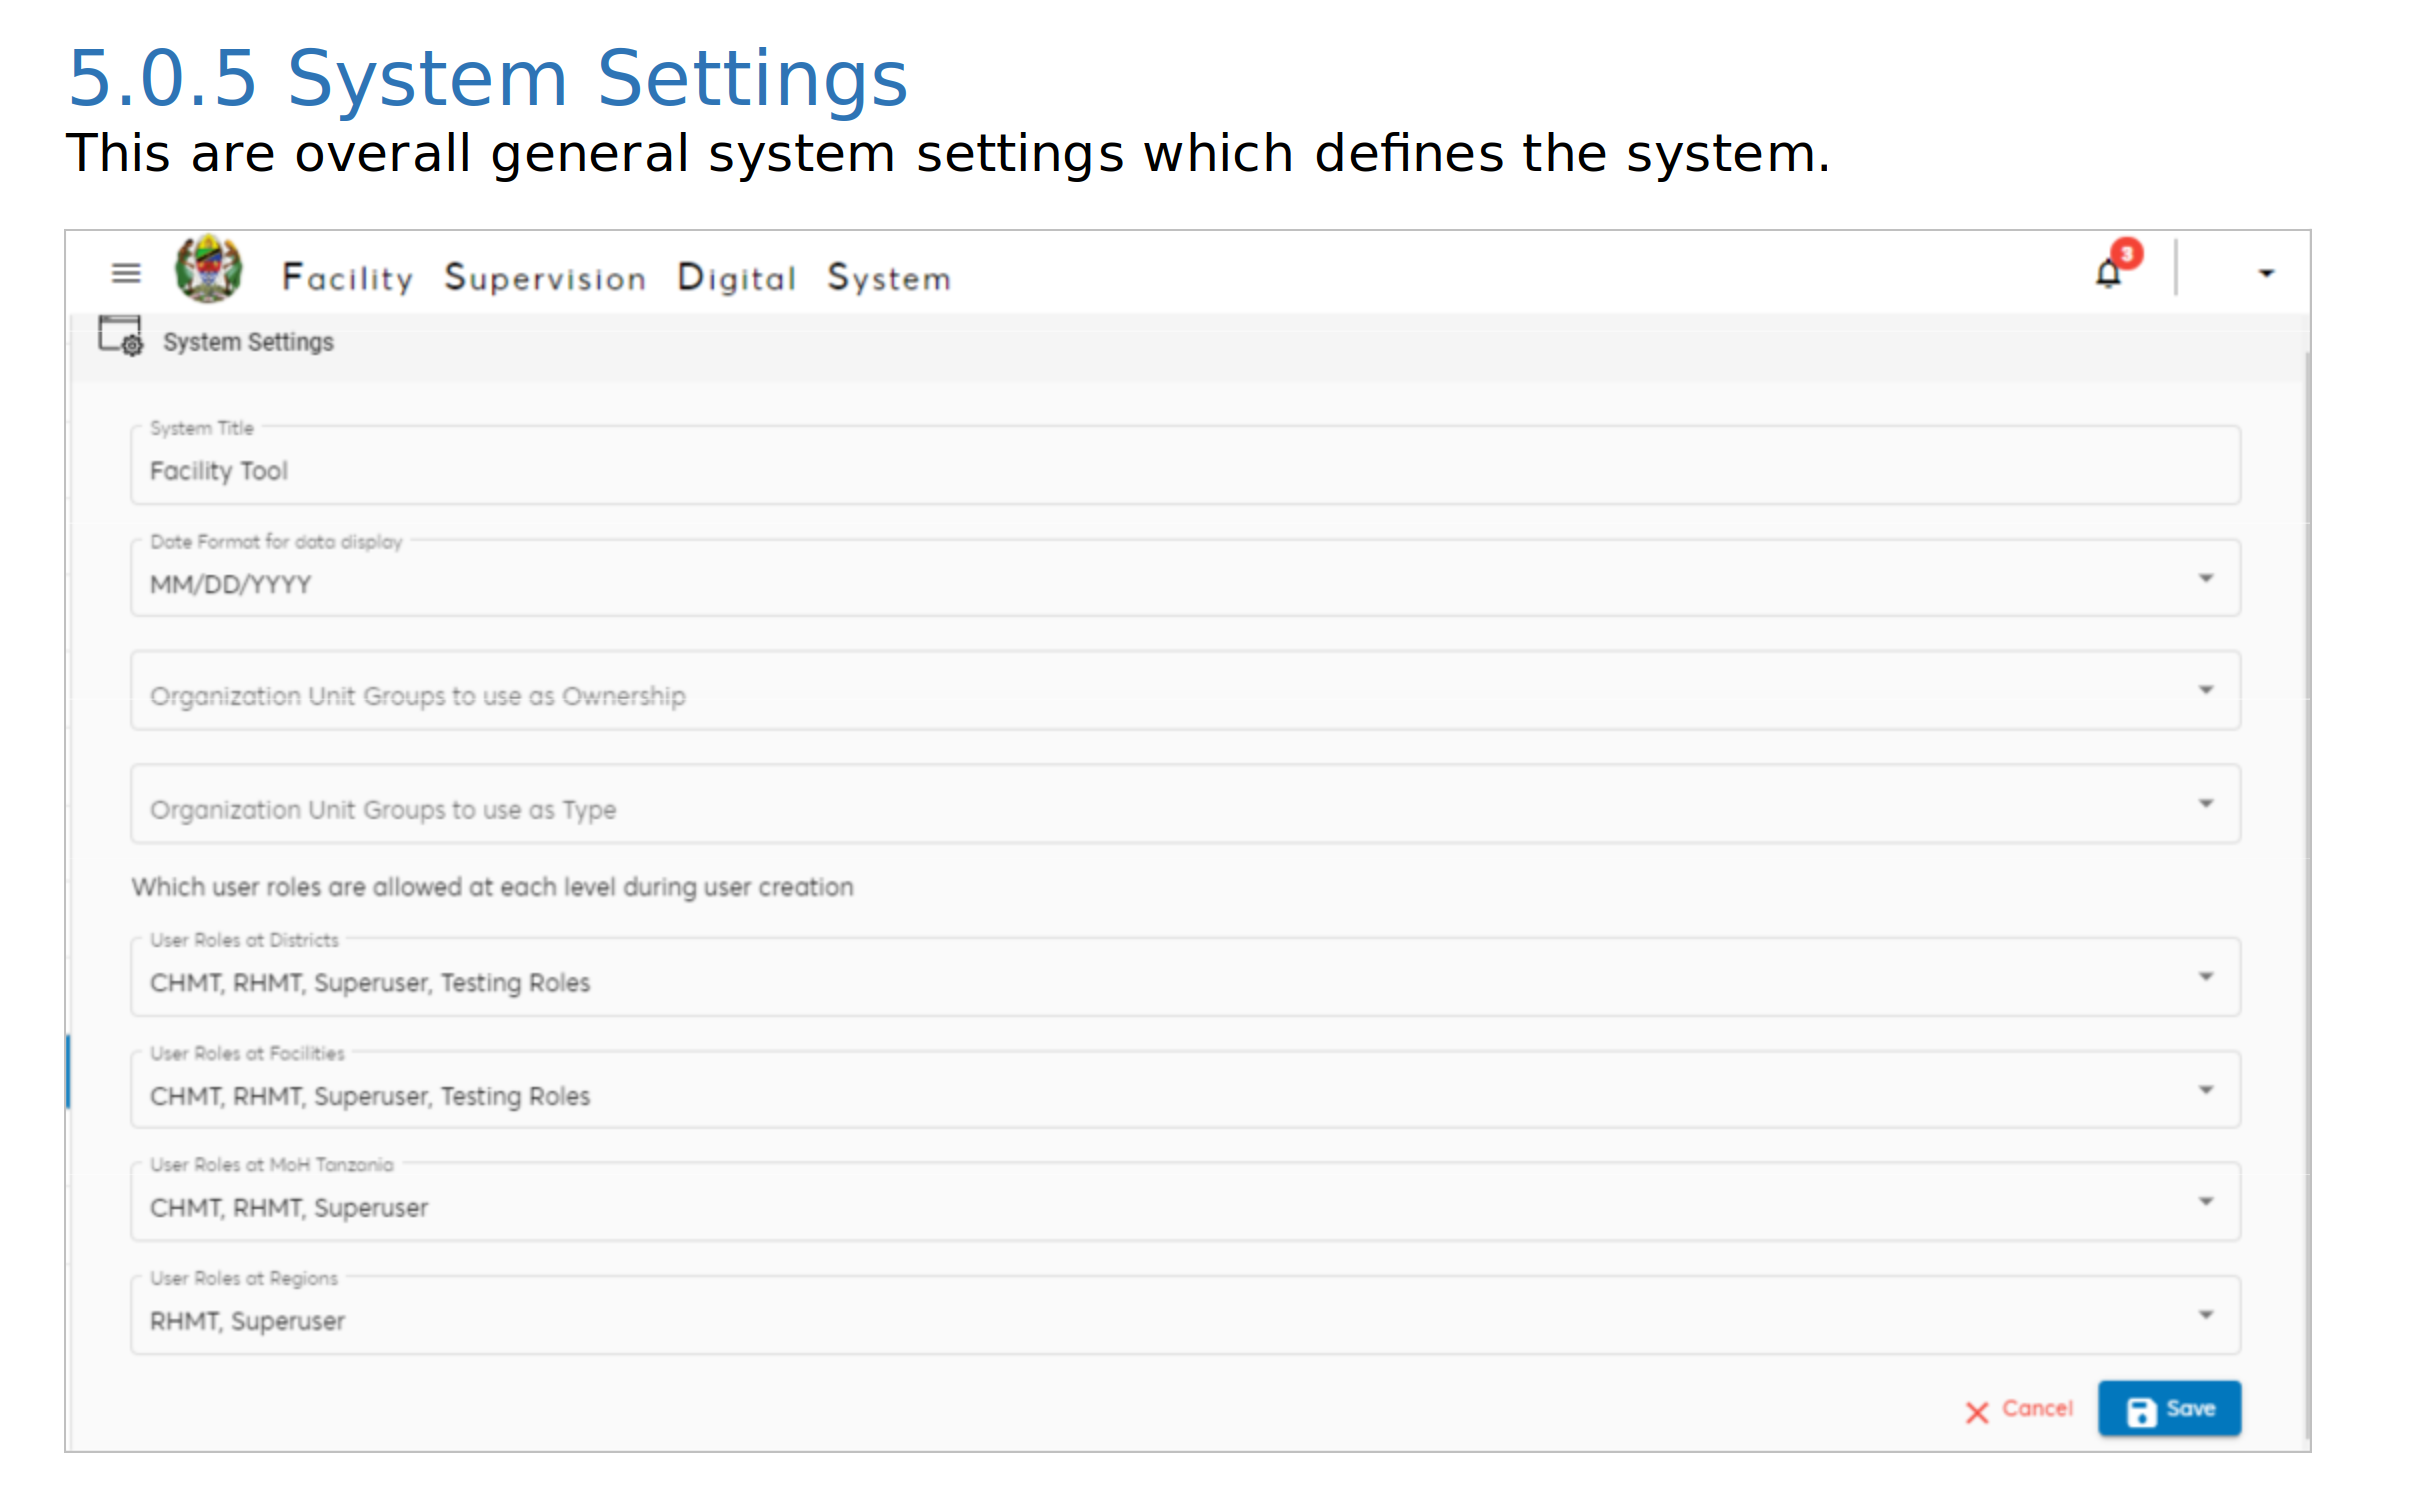 5.0.5 System Settings
This are overall general system settings which defines the system.
Facility Supervision Digital System
3
System Settings
System Title
Facility Tool
Date Format for data display
MM/DD/YYYY
Organization Unit Groups to use as Ownership
Organization Unit Groups to use as Type
Which user roles are allowed at each level during user creation
User Roles at Districts
CHMT, RHMT, Superuser, Testing Roles
User Roles at Facilities
CHMT, RHMT, Superuser, Testing Roles
User Roles at MoH Tanzania
CHMT, RHMT, Superuser
User Roles at Regions
RHMT, Superuser
Cancel Save